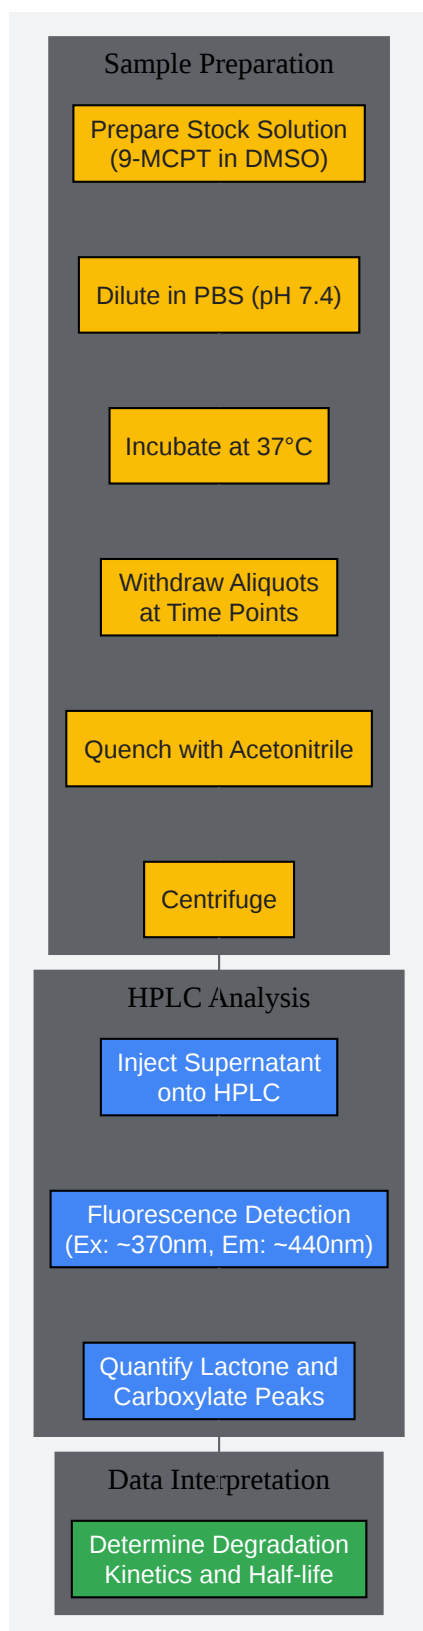 Sample Preparation
Prepare Stock Solution
(9-MCPT in DMSO)
Dilute in PBS (pH 7.4)
Incubate at 37°C
Withdraw Aliquots
at Time Points
Quench with Acetonitrile
Centrifuge
HPLC Analysis
Inject Supernatant
onto HPLC
Fluorescence Detection
(Ex: ~370nm, Em: ~440nm)
Quantify Lactone and
Carboxylate Peaks
Data Interpretation
Determine Degradation
Kinetics and Half-life